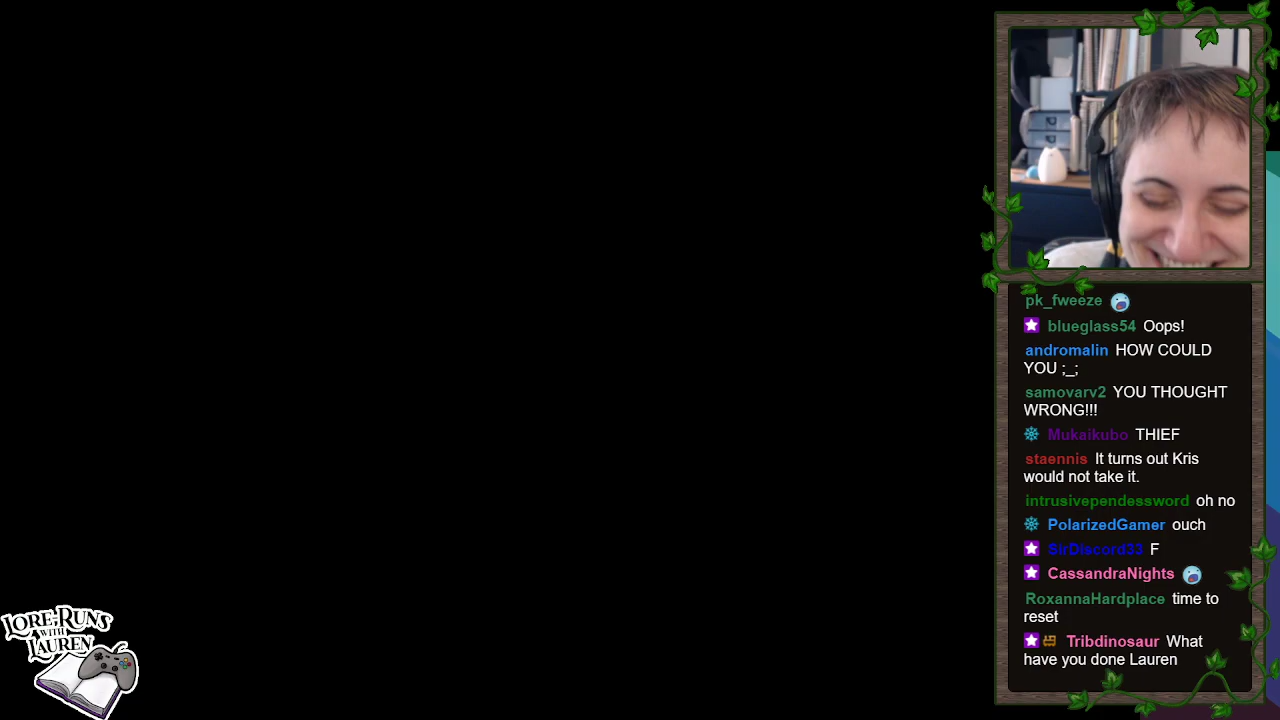 pk_fweeze
blueglass54 Oops!
andromalin HOW COULD
YOU ;_;
samovarv2 YOU THOUGHT
WRONG!!!
Mukaikubo THIEF
staennis It turns out Kris
would not take it.
intrusivependessword oh no
PolarizedGamer ouch
SirDiscord33 F
CassandraNights
RoxannaHardplace time to
reset
Tribdinosaur What
have you done Lauren
LORE-RUNS
WITH
LAUREN